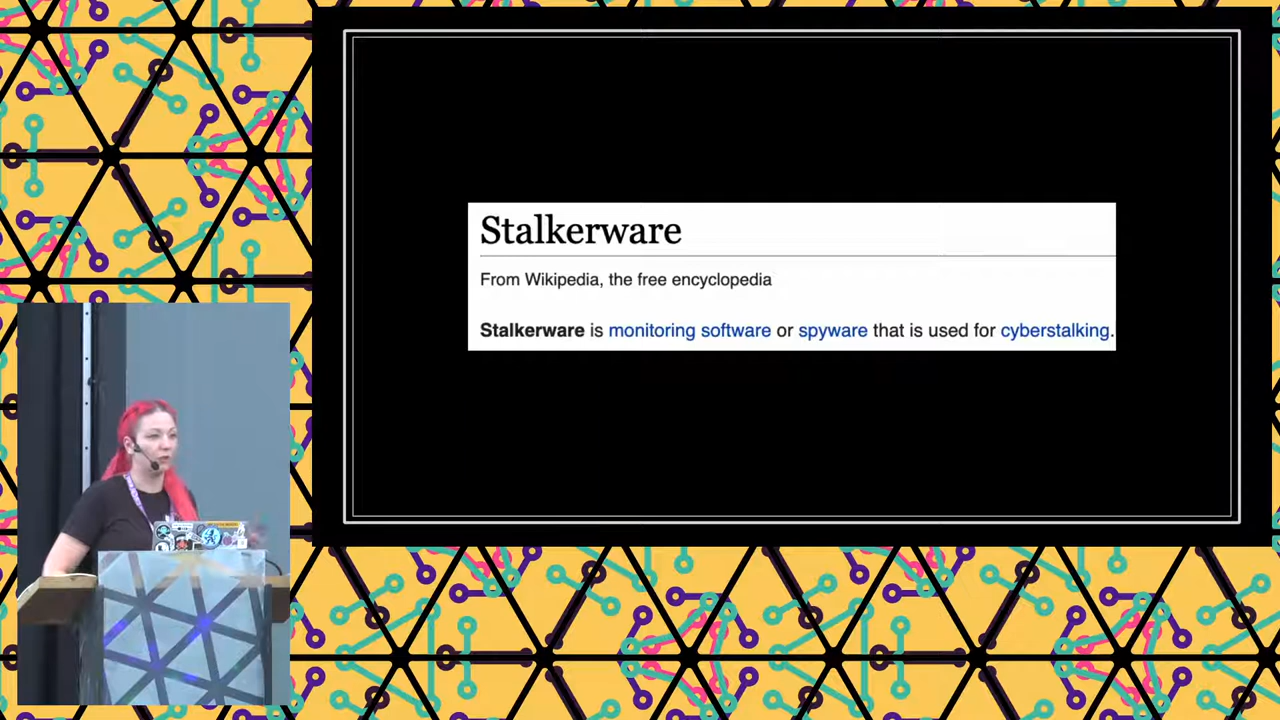 Stalkerware
From Wikipedia, the free encyclopedia
Stalkerware is monitoring software or spyware that is used for cyberstalking.